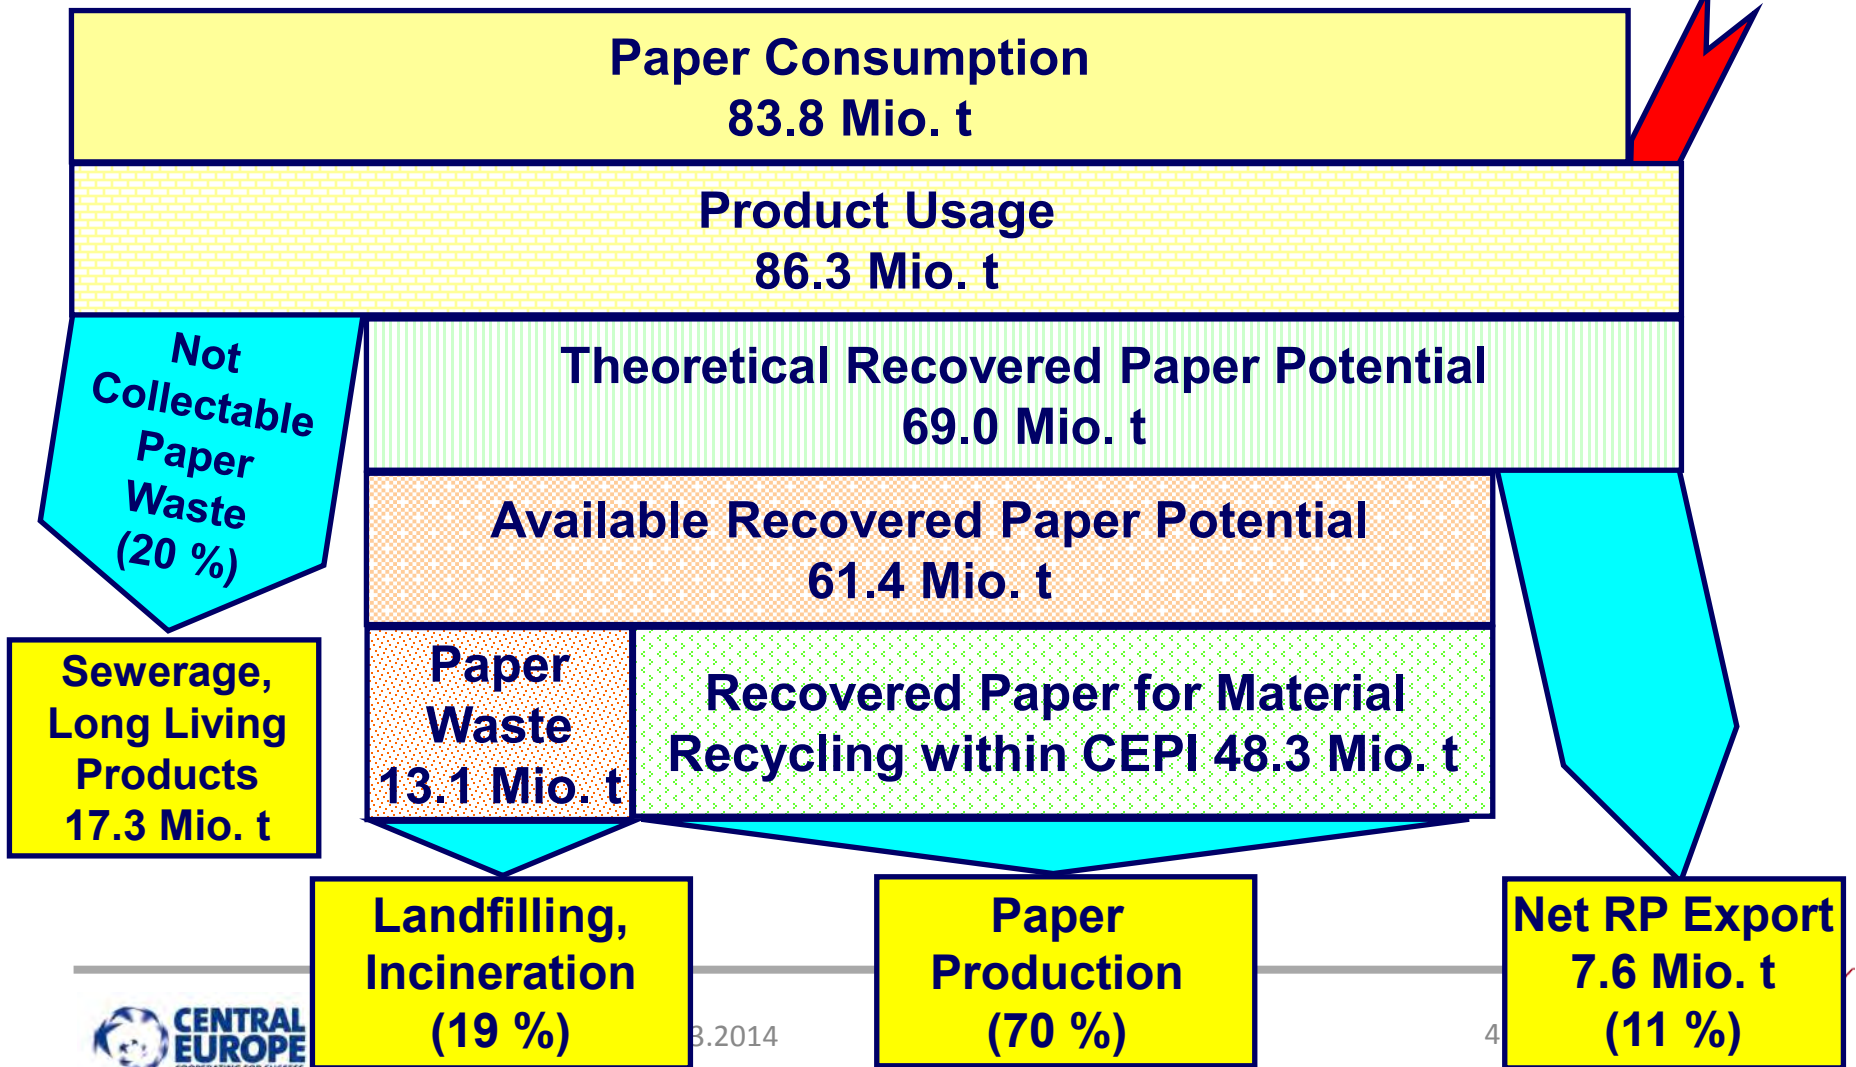 Paper Consumption
83.8 Mio. t
Product Usage
86.3 Mio. t
Not
Collectable
Paper
Waste
(20 %)
Theoretical Recovered Paper Potential
69.0 Mio. t
Available Recovered Paper Potential
61.4 Mio. t
Sewerage,
Long Living
Products
17.3 Mio. t
Paper
Waste
13.1 Mio. t
Recovered Paper for Material
Recycling within CEPI 48.3 Mio. t
Landfilling,
Incineration
(19 %)
Paper
Production
(70 %)
Net RP Export
7.6 Mio. t
(11 %)
CENTRAL
EUROPE
3.2014
4